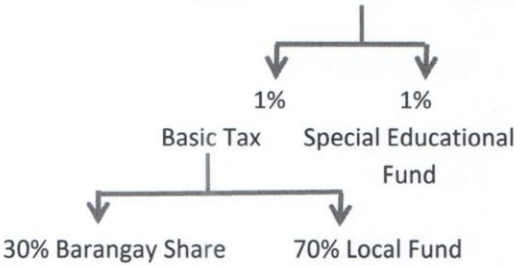 1% 1%
Basic Tax Special Educational
Fund
30% Barangay Share 70% Local Fund